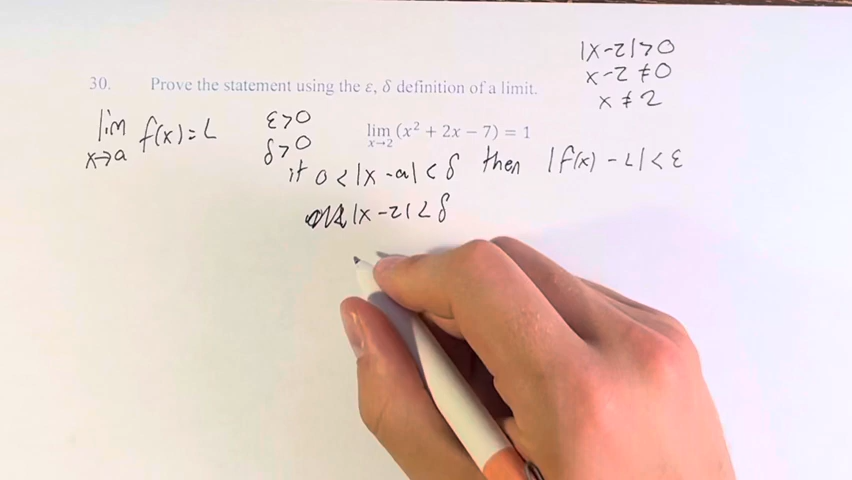 |x-2|>0
x-2≠0
x≠2
30. Prove the statement using the ε, δ definition of a limit.
lim x→a f(x)=L
ε>0
δ>0
lim x→2 (x² + 2x − 7) = 1
if 0<|x-a|<δ then |f(x)-L|<ε
|x-2|<δ